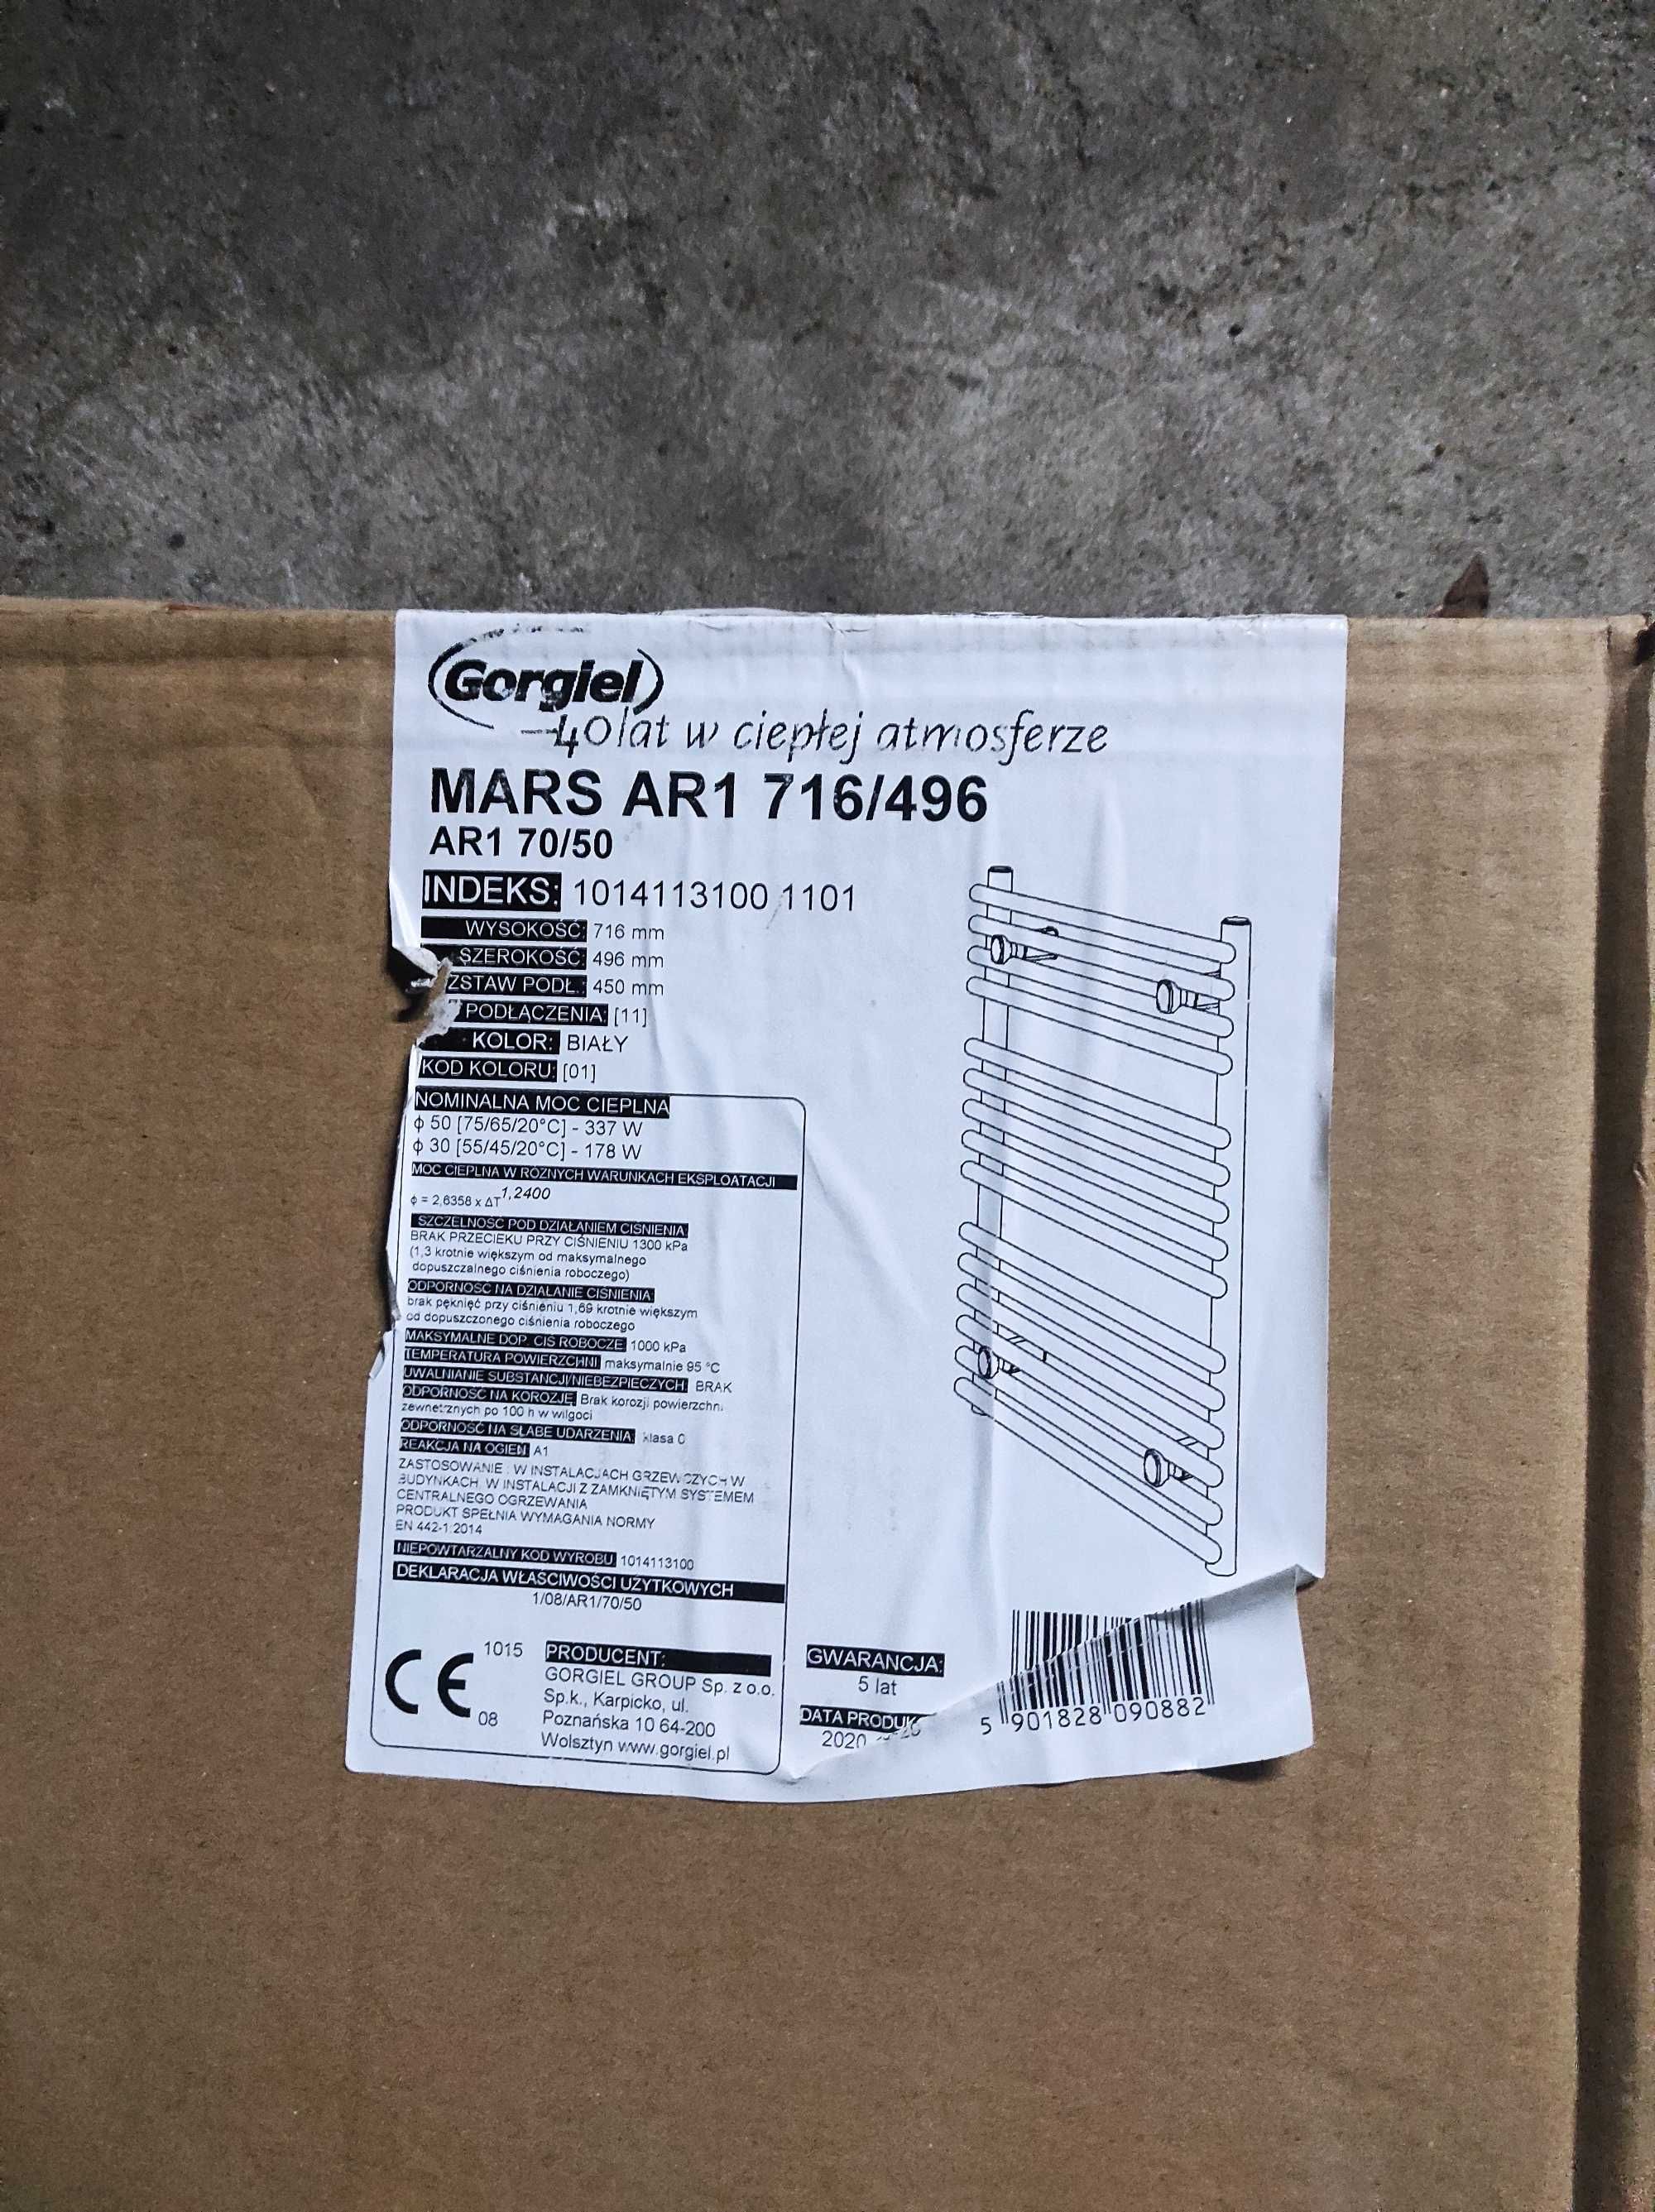 Gorgiel
40 lat w ciepłej atmosferze
MARS AR1 716/496
AR1 70/50
INDEKS: 1014113100 1101
WYSOKOŚĆ: 716 mm
SZEROKOŚĆ: 496 mm
ZSTAW PODŁ.: 450 mm
PODŁĄCZENIA: [11]
KOLOR: BIAŁY
KOD KOLORU: [01]
NOMINALNA MOC CIEPLNA
ϕ 50 [75/65/20°C] - 337 W
ϕ 30 [55/45/20°C] - 178 W
MOC CIEPLNA W RÓŻNYCH WARUNKACH EKSPLOATACJI
ϕ = 2,6358 x ΔT^1,2400
SZCZELNOŚĆ POD DZIAŁANIEM CIŚNIENIA:
BRAK PRZECIEKU PRZY CIŚNIENIU 1300 kPa
(1,3 krotnie większym od maksymalnego
dopuszczalnego ciśnienia roboczego)
ODPORNOŚĆ NA DZIAŁANIE CIŚNIENIA:
brak pęknięć przy ciśnieniu 1,69 krotnie większym
od dopuszczonego ciśnienia roboczego
MAKSYMALNE DOP. CIŚ ROBOCZE: 1000 kPa
TEMPERATURA POWIERZCHNI: maksymalnie 95 °C
UWALNIANIE SUBSTANCJI/NIEBEZPIECZYCH: BRAK
ODPORNOŚĆ NA KOROZJĘ: Brak korozji powierzchni
zewnetrznych po 100 h w wilgoci
ODPORNOŚĆ NA SŁABE UDARZENIA: klasa 0
REAKCJA NA OGIEŃ: A1
ZASTOSOWANIE : W INSTALACJACH GRZEWCZYCH W
BUDYNKACH, W INSTALACJI Z ZAMKNIĘTYM SYSTEMEM
CENTRALNEGO OGRZEWANIA
PRODUKT SPEŁNIA WYMAGANIA NORMY
EN 442-1:2014
NIEPOWTARZALNY KOD WYROBU: 1014113100
DEKLARACJA WŁAŚCIWOŚCI UŻYTKOWYCH
1/08/AR1/70/50
CE 1015
08
PRODUCENT:
GORGIEL GROUP Sp. z o.o.
Sp.k., Karpicko, ul.
Poznańska 10 64-200
Wolsztyn www.gorgiel.pl
GWARANCJA:
5 lat
DATA PRODUK
2020
5 901828 090882